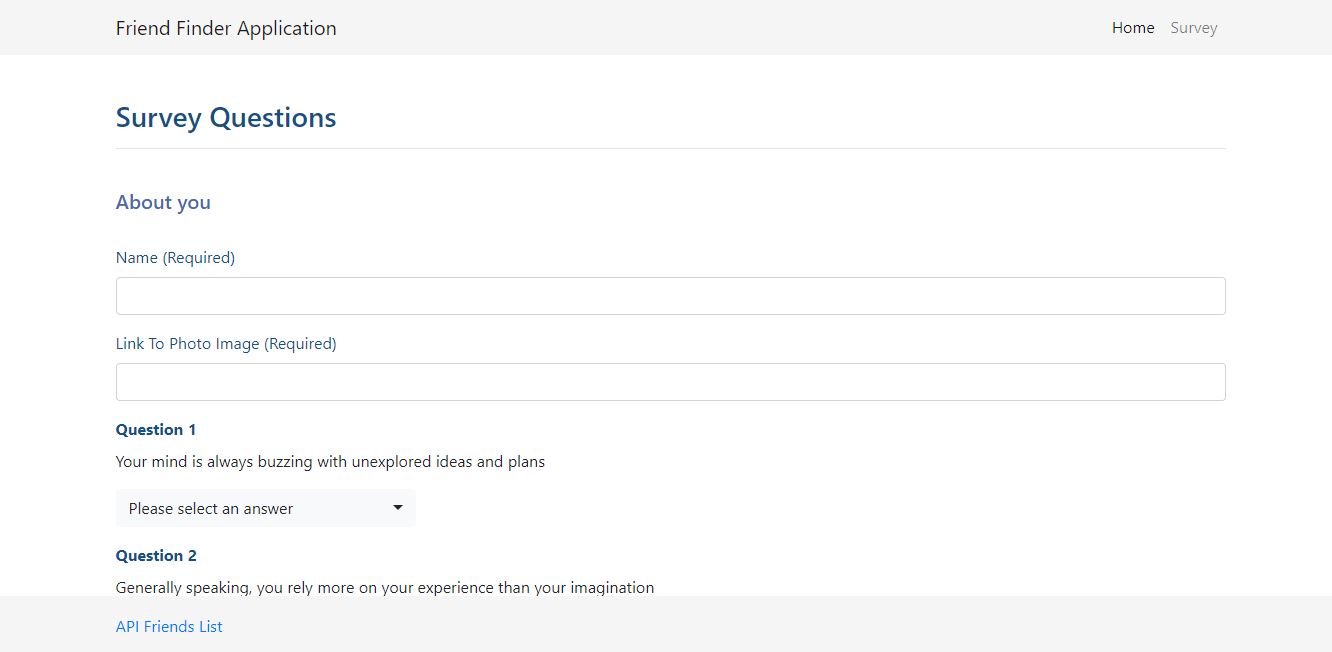 Friend Finder Application
Home Survey
Survey Questions
About you
Name (Required)
Link To Photo Image (Required)
Question 1
Your mind is always buzzing with unexplored ideas and plans
Please select an answer
Question 2
Generally speaking, you rely more on your experience than your imagination
API Friends List